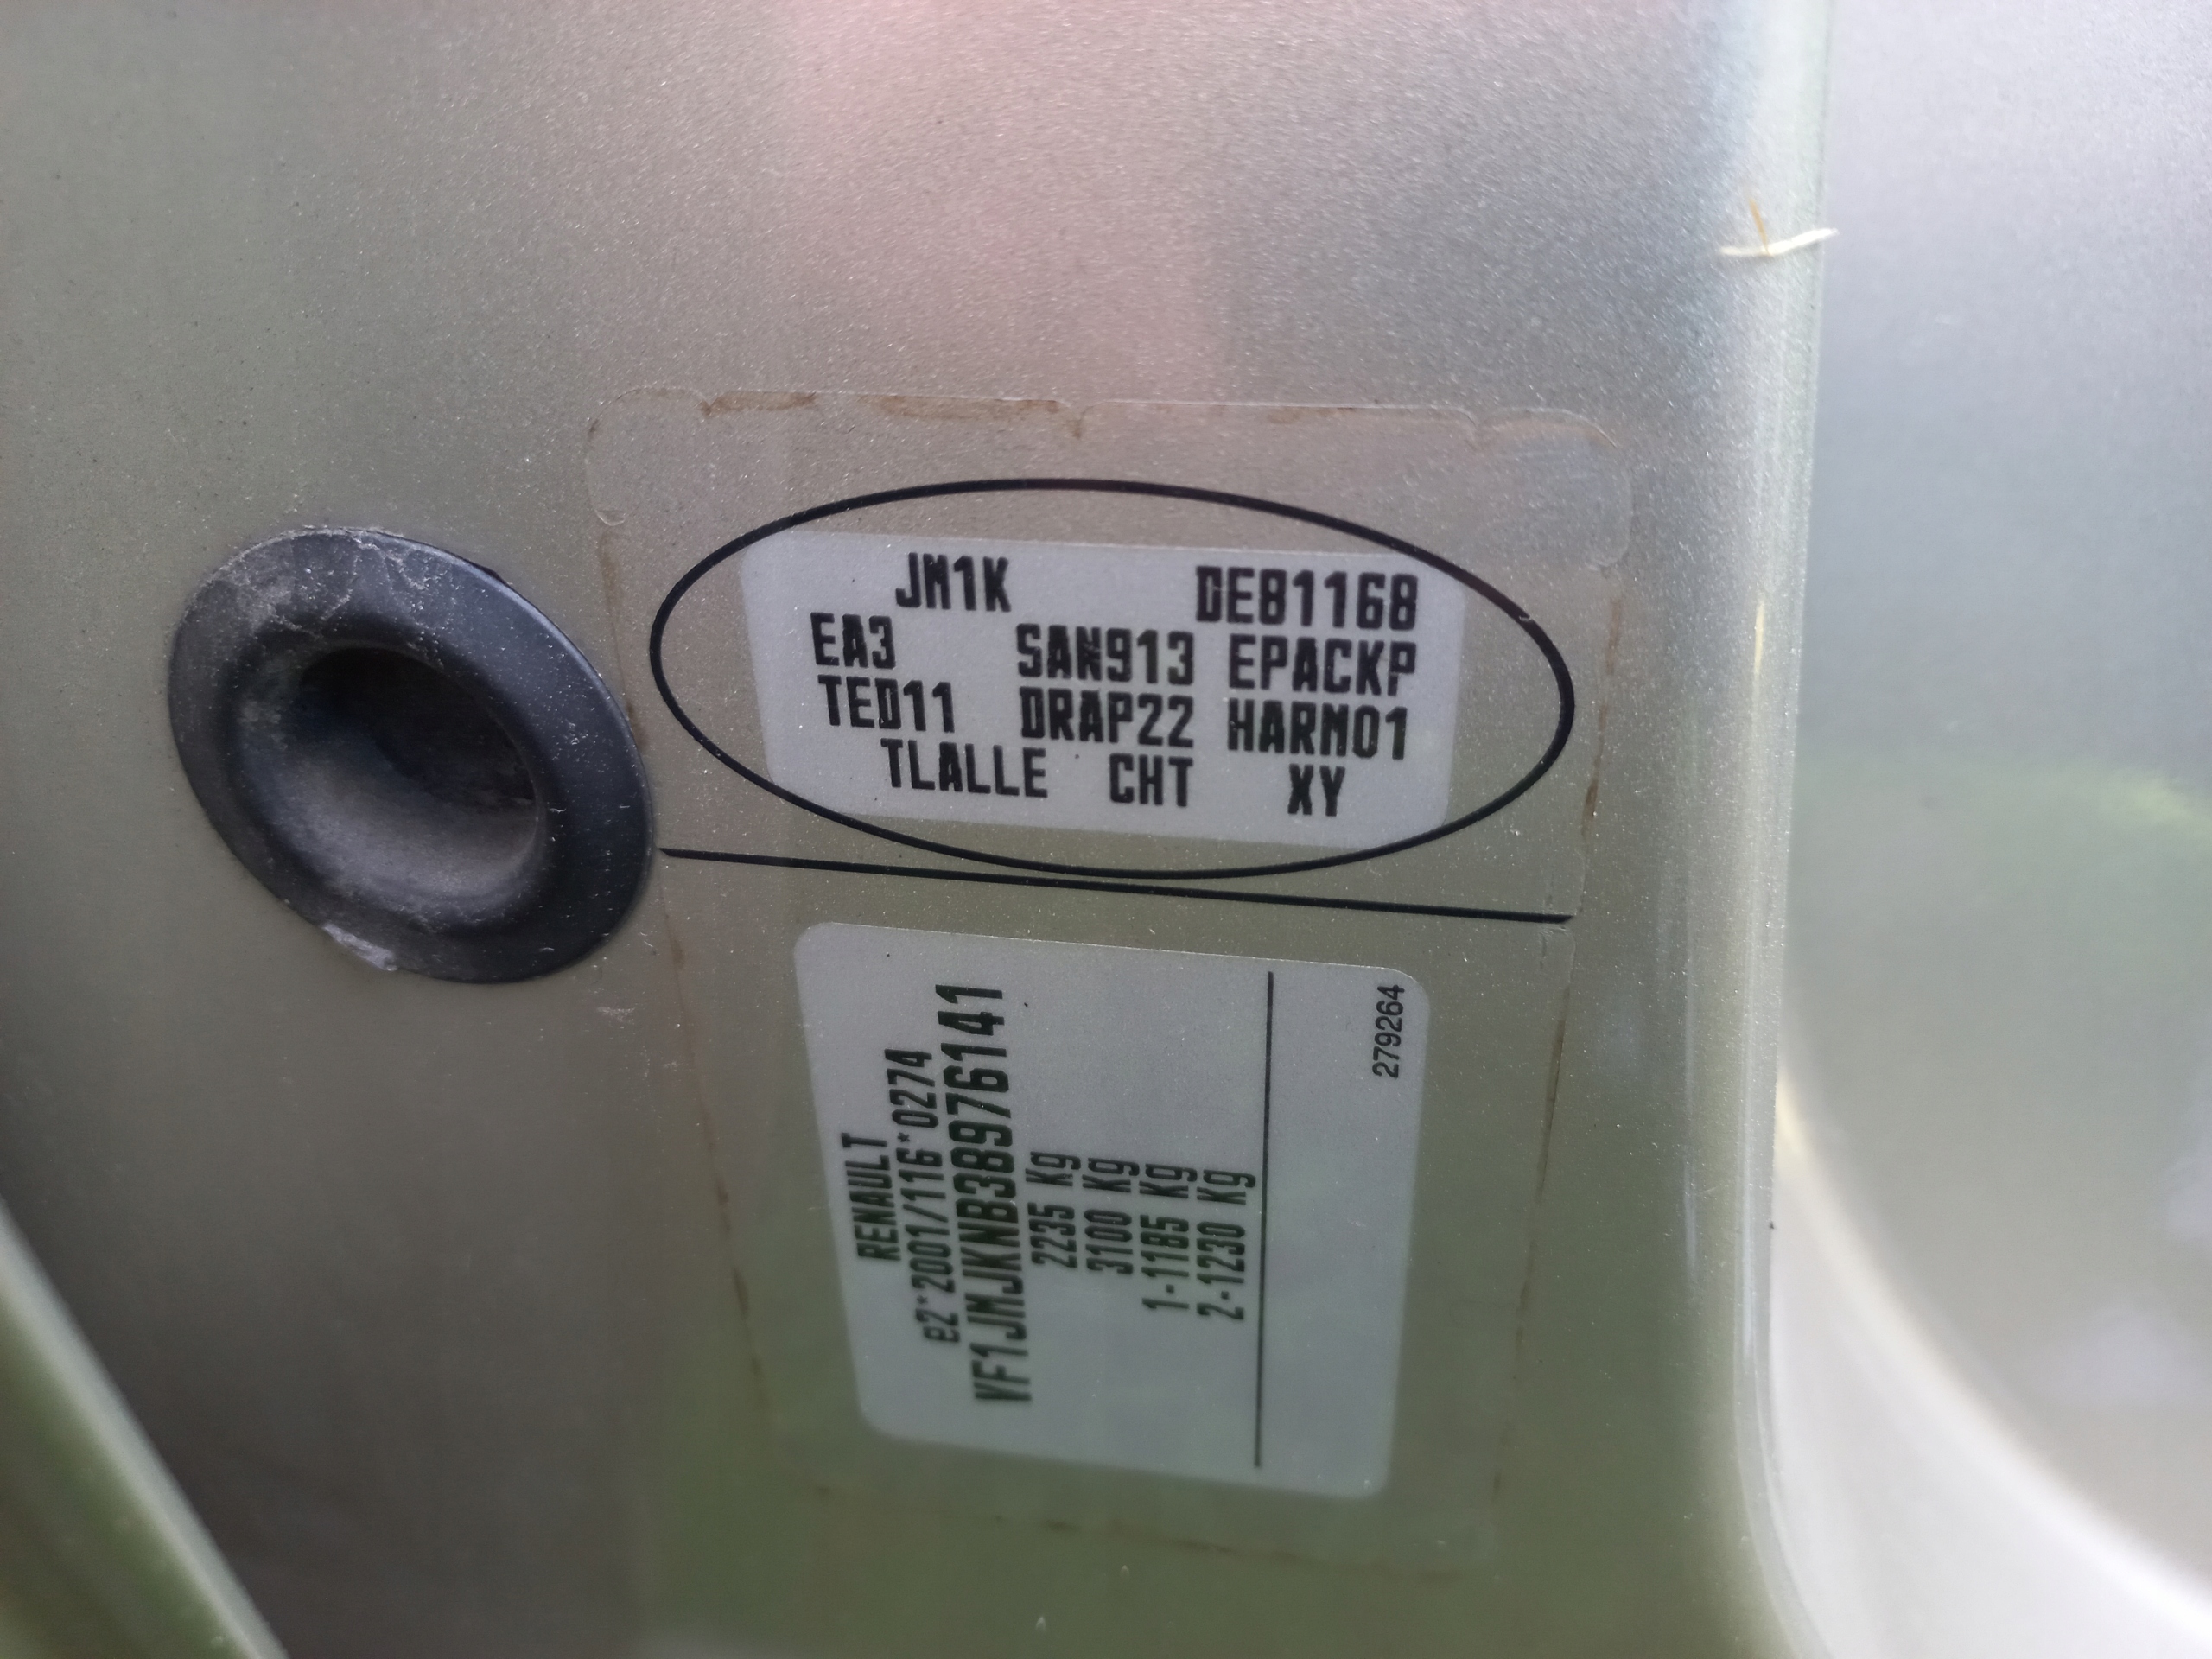 JM1K DE81168
EA3 SAN913 EPACKP
TED11 DRAP22 HARM01
TLALLE CHT XY
RENAULT
e2*2001/116*0274
VF1JMJKNB38976141
2235 Kg
3100 Kg
1-1185 Kg
2-1230 Kg
279264